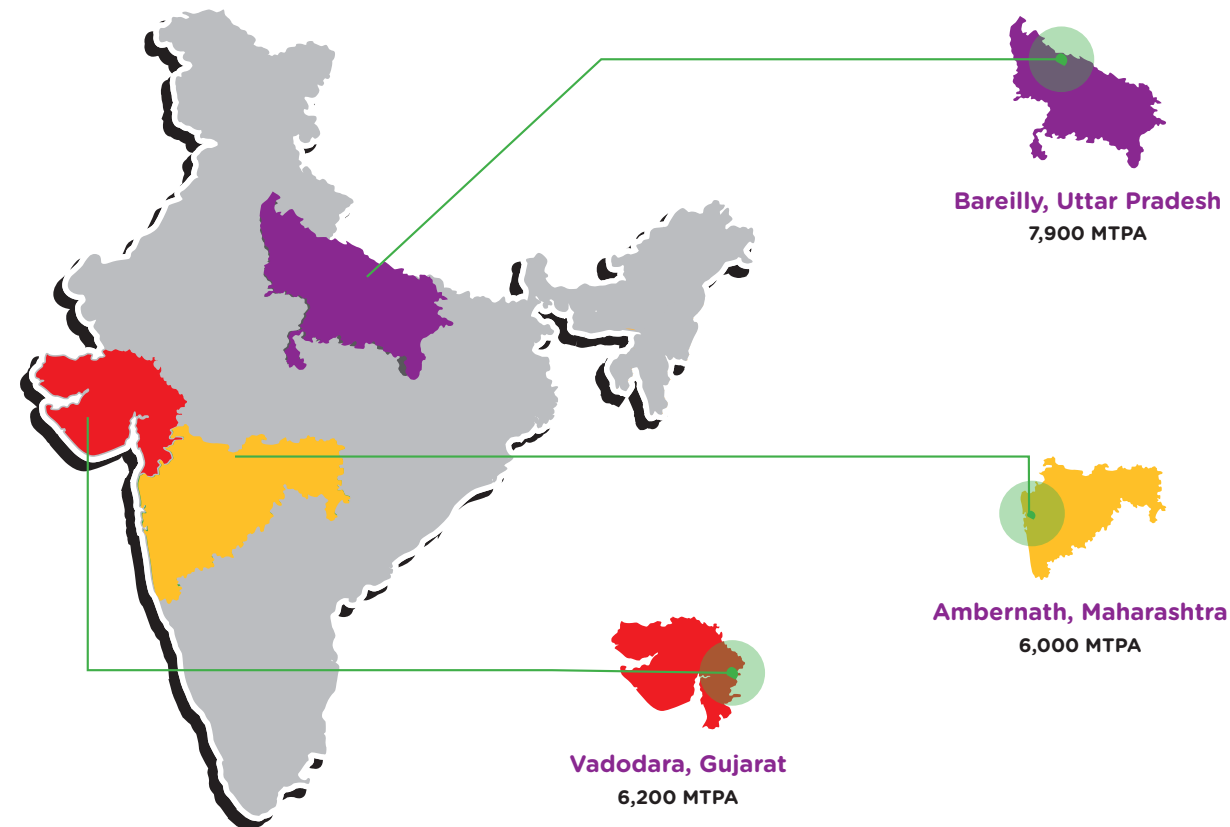 Bareilly, Uttar Pradesh
7,900 MTPA
Ambernath, Maharashtra
6,000 MTPA
Vadodara, Gujarat
6,200 MTPA